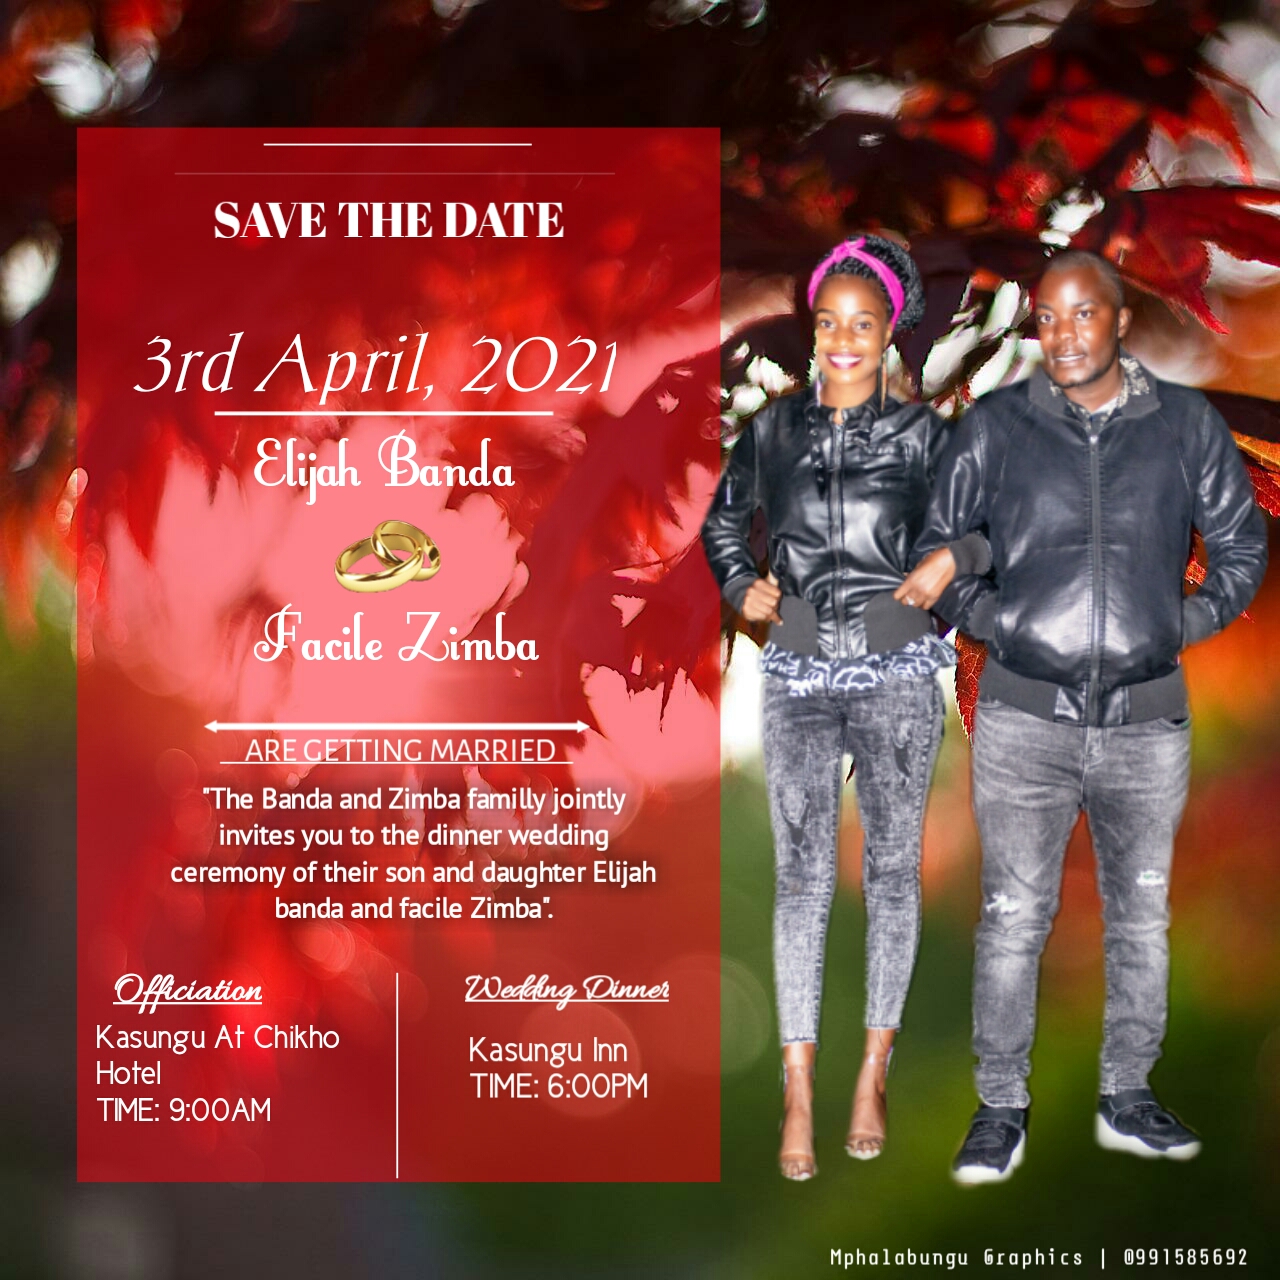 SAVE THE DATE
3rd April, 2021
Elijah Banda
Facile Zimba
ARE GETTING MARRIED
"The Banda and Zimba familly jointly
invites you to the dinner wedding
ceremony of their son and daughter Elijah
banda and facile Zimba".
Officiation
Kasungu At Chikho
Hotel
TIME: 9:00AM
Wedding Dinner
Kasungu Inn
TIME: 6:00PM
Mphalabungu Graphics | 0991585692